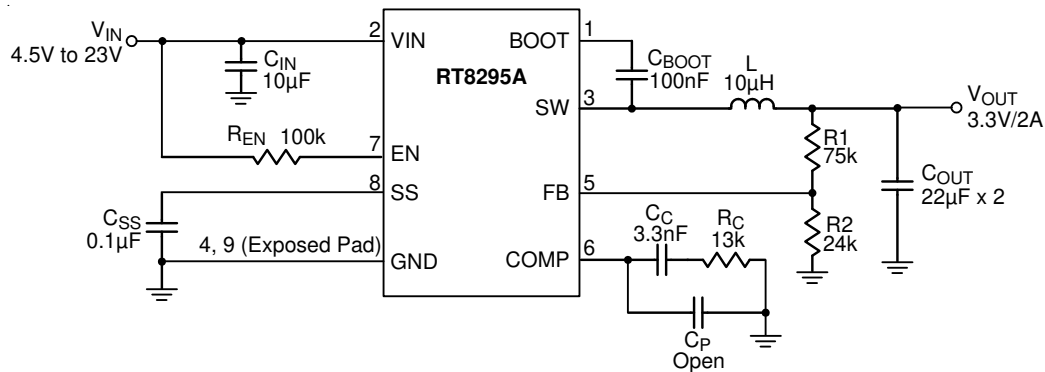 VIN
4.5V to 23V
CIN
10µF
REN 100k
CSS
0.1µF
4, 9 (Exposed Pad)
2
VIN
7
EN
8
SS
GND
RT8295A
BOOT
1
SW
3
FB
5
COMP
6
CBOOT
100nF
L
10µH
VOUT
3.3V/2A
R1
75k
COUT
22µF x 2
R2
24k
CC
3.3nF
RC
13k
CP
Open